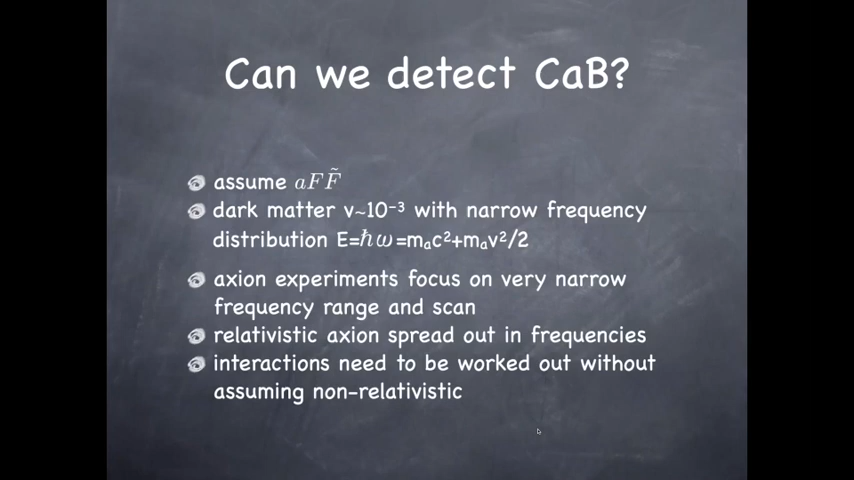 Can we detect CaB?
assume aFF̃
dark matter v~10⁻³ with narrow frequency
distribution E=ℏω=mₐc²+mₐv²/2
axion experiments focus on very narrow
frequency range and scan
relativistic axion spread out in frequencies
interactions need to be worked out without
assuming non-relativistic